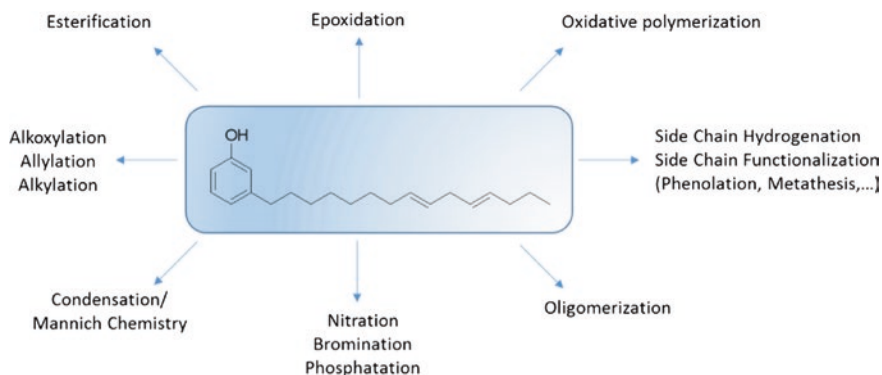 Esterification
Epoxidation
Oxidative polymerization
Alkoxylation
Allylation
Alkylation
OH
Side Chain Hydrogenation
Side Chain Functionalization
(Phenolation, Metathesis,...)
Condensation/
Mannich Chemistry
Nitration
Bromination
Phosphatation
Oligomerization